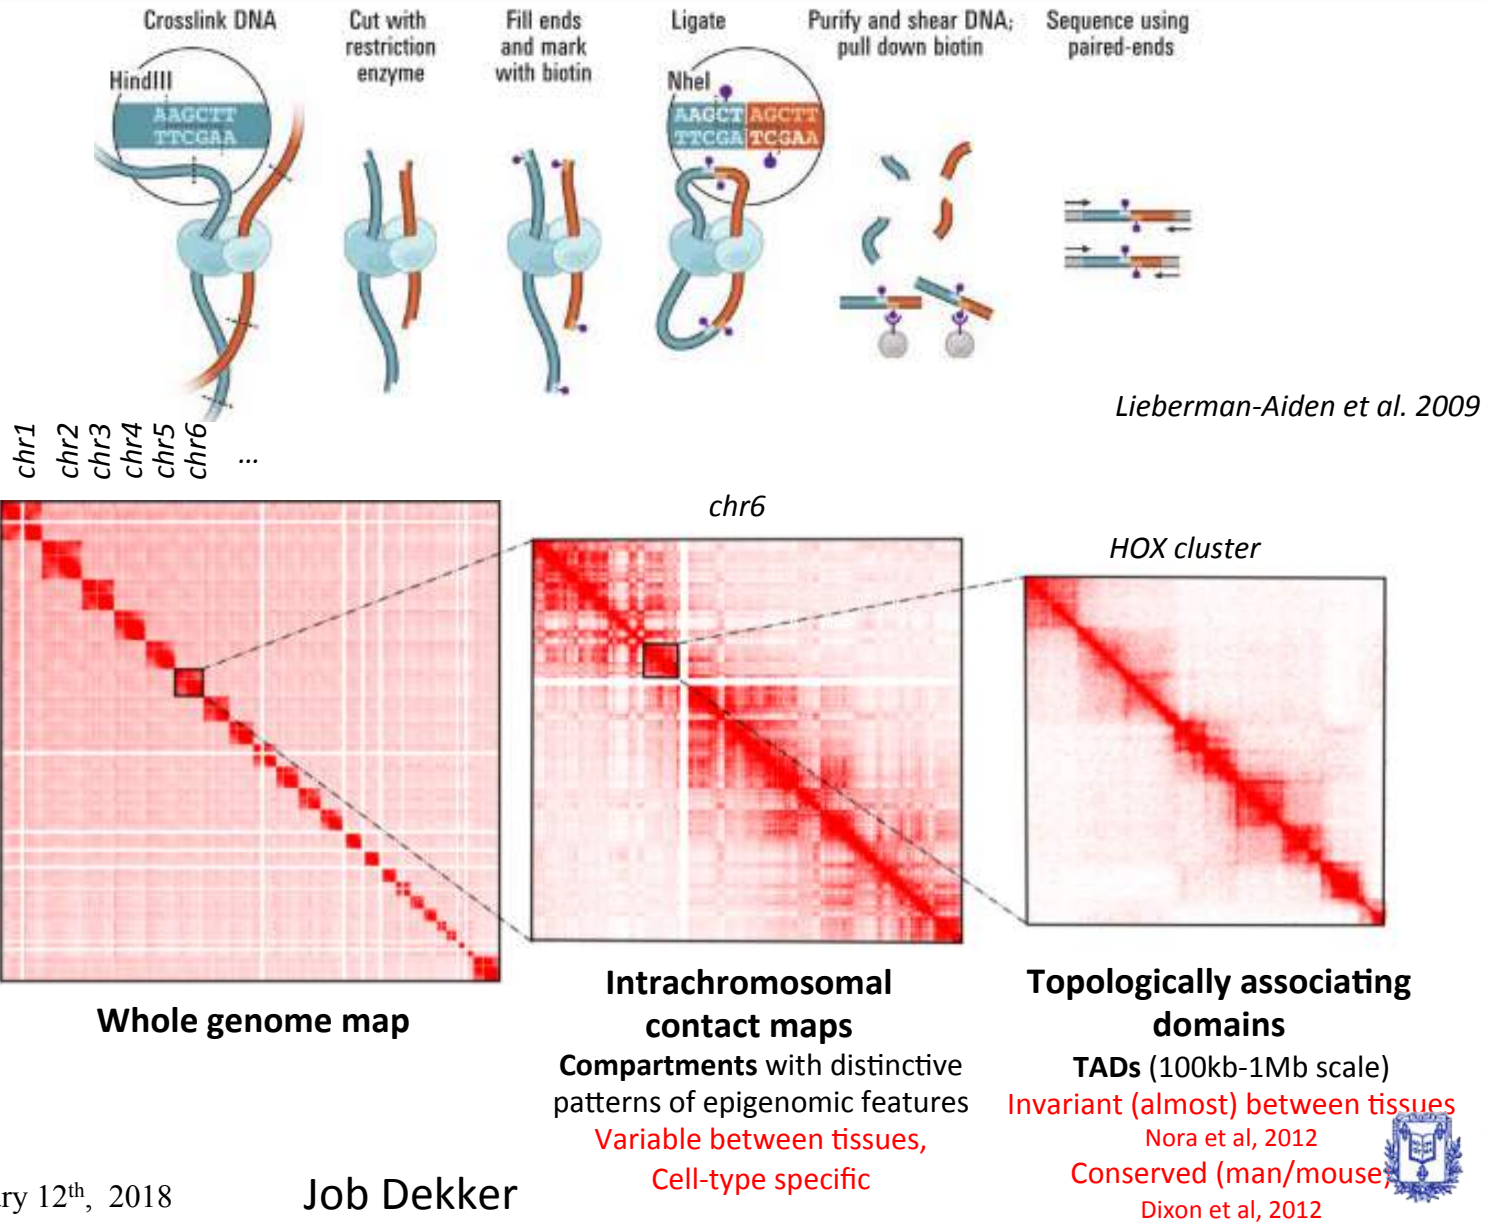 Crosslink DNA
Cut with
restriction
enzyme
Fill ends
and mark
with biotin
Ligate
Purify and shear DNA;
pull down biotin
Sequence using
paired-ends
HindIII
AAGCTT
TTCGAA
NheI
AAGCT AGCTT
TTCGA TCGAA
Lieberman-Aiden et al. 2009
chr1
chr2
chr3
chr4
chr5
chr6
...
chr6
HOX cluster
Whole genome map
Intrachromosomal
contact maps
Compartments with distinctive
patterns of epigenomic features
Variable between tissues,
Cell-type specific
Topologically associating
domains
TADs (100kb-1Mb scale)
Invariant (almost) between tissues
Nora et al, 2012
Conserved (man/mouse)
Dixon et al, 2012
ry 12th, 2018
Job Dekker